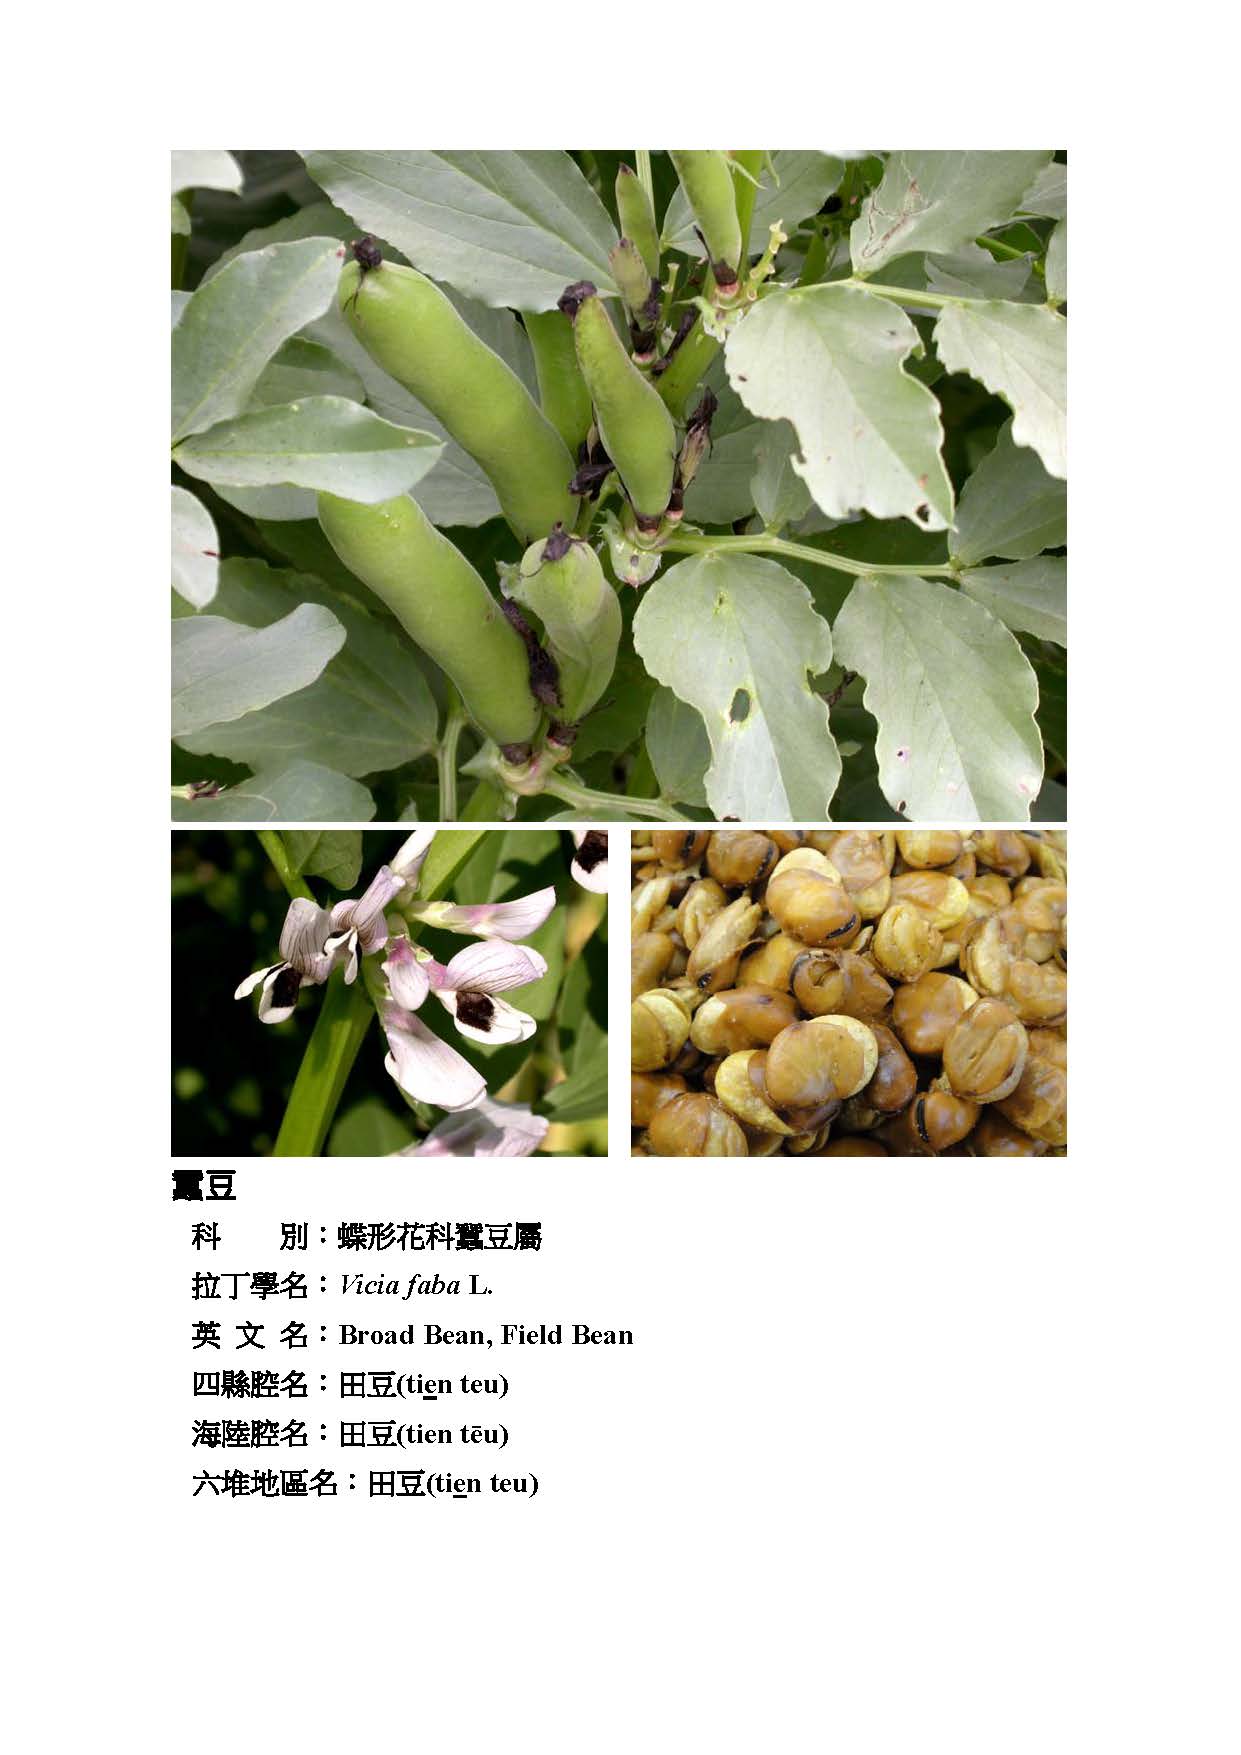 蠶豆
科　　別：蝶形花科蠶豆屬
拉丁學名：Vicia faba L.
英 文 名：Broad Bean, Field Bean
四縣腔名：田豆(tien teu)
海陸腔名：田豆(tien tēu)
六堆地區名：田豆(tien teu)